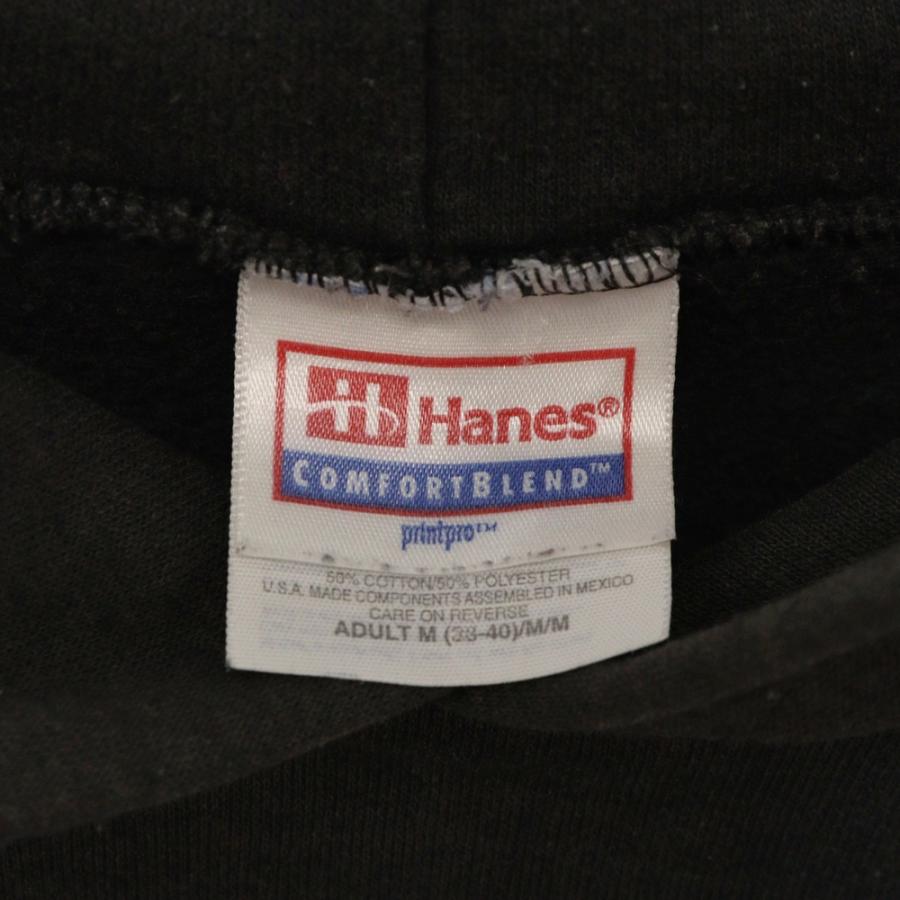 Hanes®
COMFORTBLEND™
printpro™
50% COTTON/50% POLYESTER
U.S.A. MADE COMPONENTS ASSEMBLED IN MEXICO
CARE ON REVERSE
ADULT M (38-40)/M/M